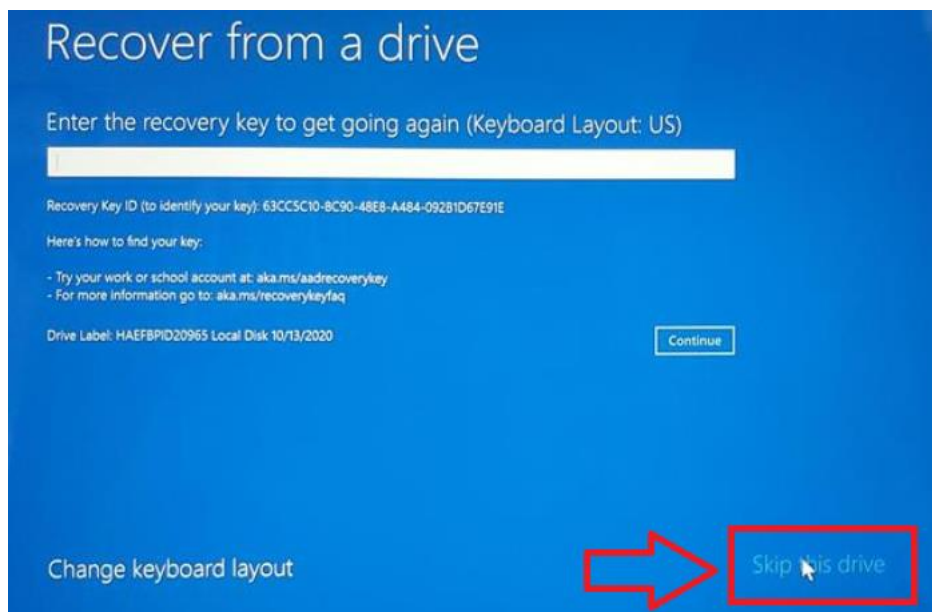 Recover from a drive
Enter the recovery key to get going again (Keyboard Layout: US)
Recovery Key ID (to identify your key): 63CC5C10-8C90-48E8-A484-092B1D67E91E
Here's how to find your key:
- Try your work or school account at: aka.ms/aadrecoverykey
- For more information go to: aka.ms/recoverykeyfaq
Drive Label: HAEFBPID20965 Local Disk 10/13/2020
Continue
Change keyboard layout
Skip this drive